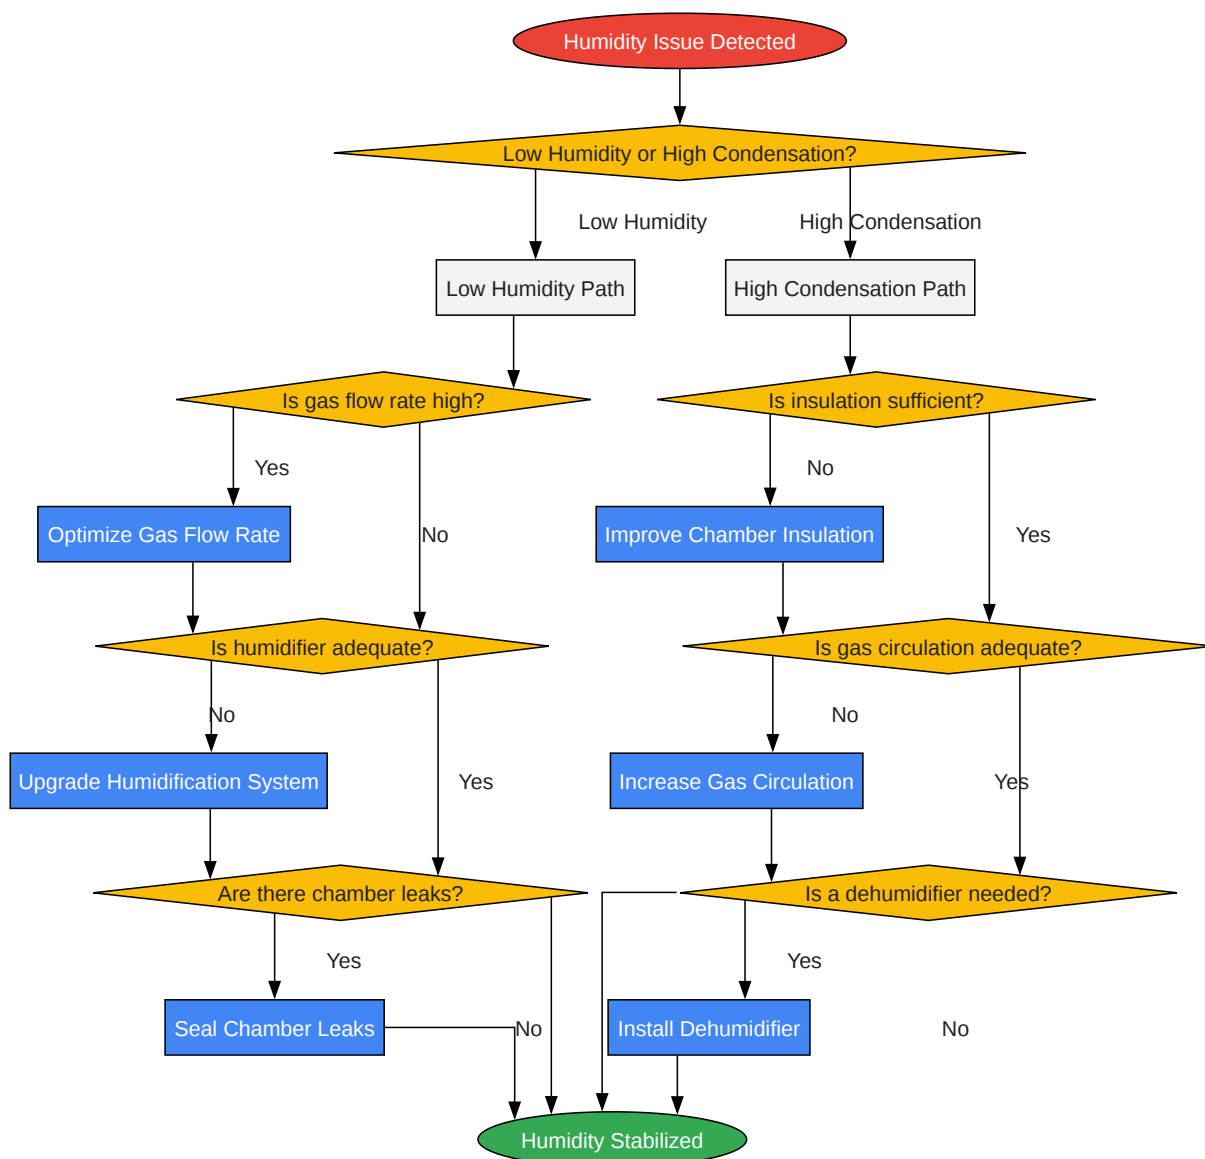 Humidity Issue Detected
Low Humidity or High Condensation?
Low Humidity
High Condensation
Low Humidity Path
High Condensation Path
Is gas flow rate high?
Is insulation sufficient?
Yes
No
Optimize Gas Flow Rate
No
Improve Chamber Insulation
Yes
Is humidifier adequate?
Is gas circulation adequate?
No
No
Upgrade Humidification System
Yes
Increase Gas Circulation
Yes
Are there chamber leaks?
Is a dehumidifier needed?
Yes
Yes
Seal Chamber Leaks
No
Install Dehumidifier
No
Humidity Stabilized